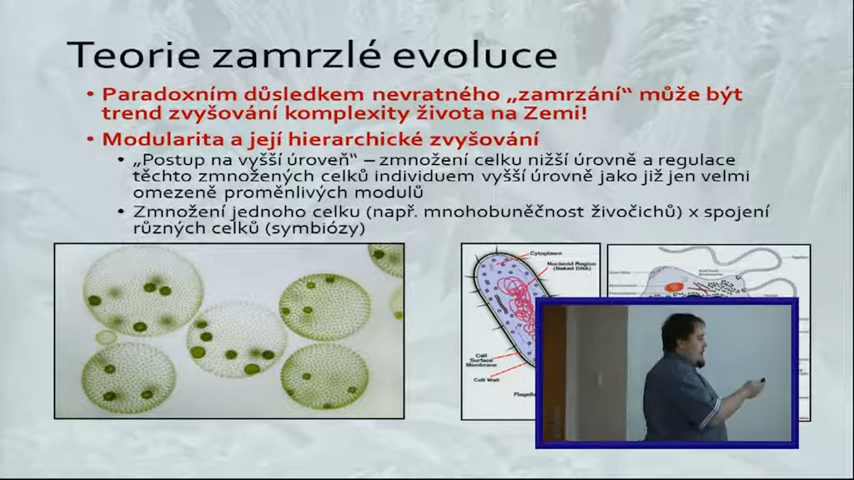 Teorie zamrzlé evoluce
• Paradoxním důsledkem nevratného „zamrzání“ může být
trend zvyšování komplexity života na Zemi!
• Modularita a její hierarchické zvyšování
• „Postup na vyšší úroveň“ – zmnožení celku nižší úrovně a regulace
těchto zmnožených celků individuem vyšší úrovně jako již jen velmi
omezeně proměnlivých modulů
• Zmnožení jednoho celku (např. mnohobuněčnost živočichů) x spojení
různých celků (symbiózy)
Cytoplasm
Nucleoid Region
(Naked DNA)
Cell
Surface
Membrane
Cell Wall